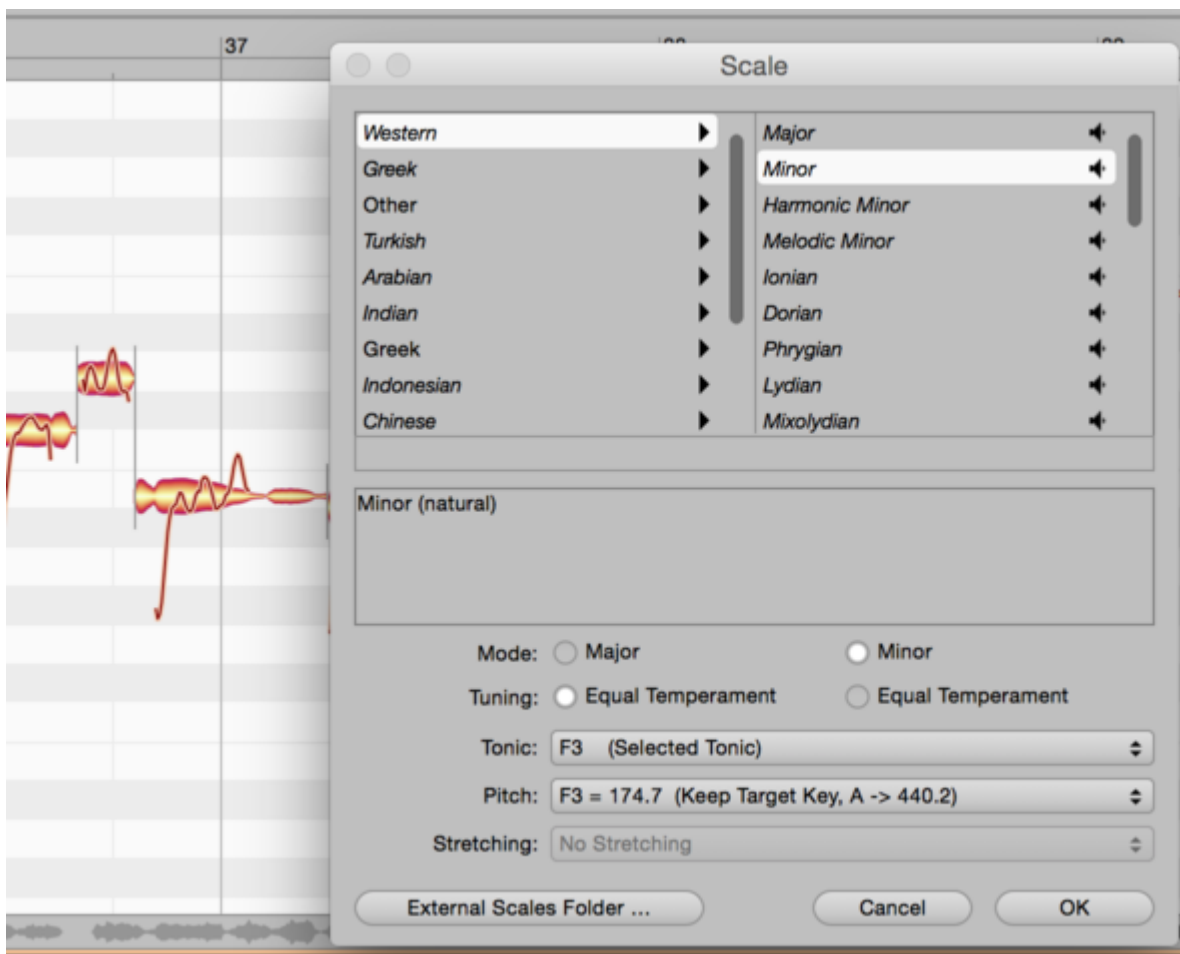 37
Scale
Western
Greek
Other
Turkish
Arabian
Indian
Greek
Indonesian
Chinese
Major
Minor
Harmonic Minor
Melodic Minor
Ionian
Dorian
Phrygian
Lydian
Mixolydian
Minor (natural)
Mode: Major Minor
Tuning: Equal Temperament Equal Temperament
Tonic: F3 (Selected Tonic)
Pitch: F3 = 174.7 (Keep Target Key, A -> 440.2)
Stretching: No Stretching
External Scales Folder ... Cancel OK